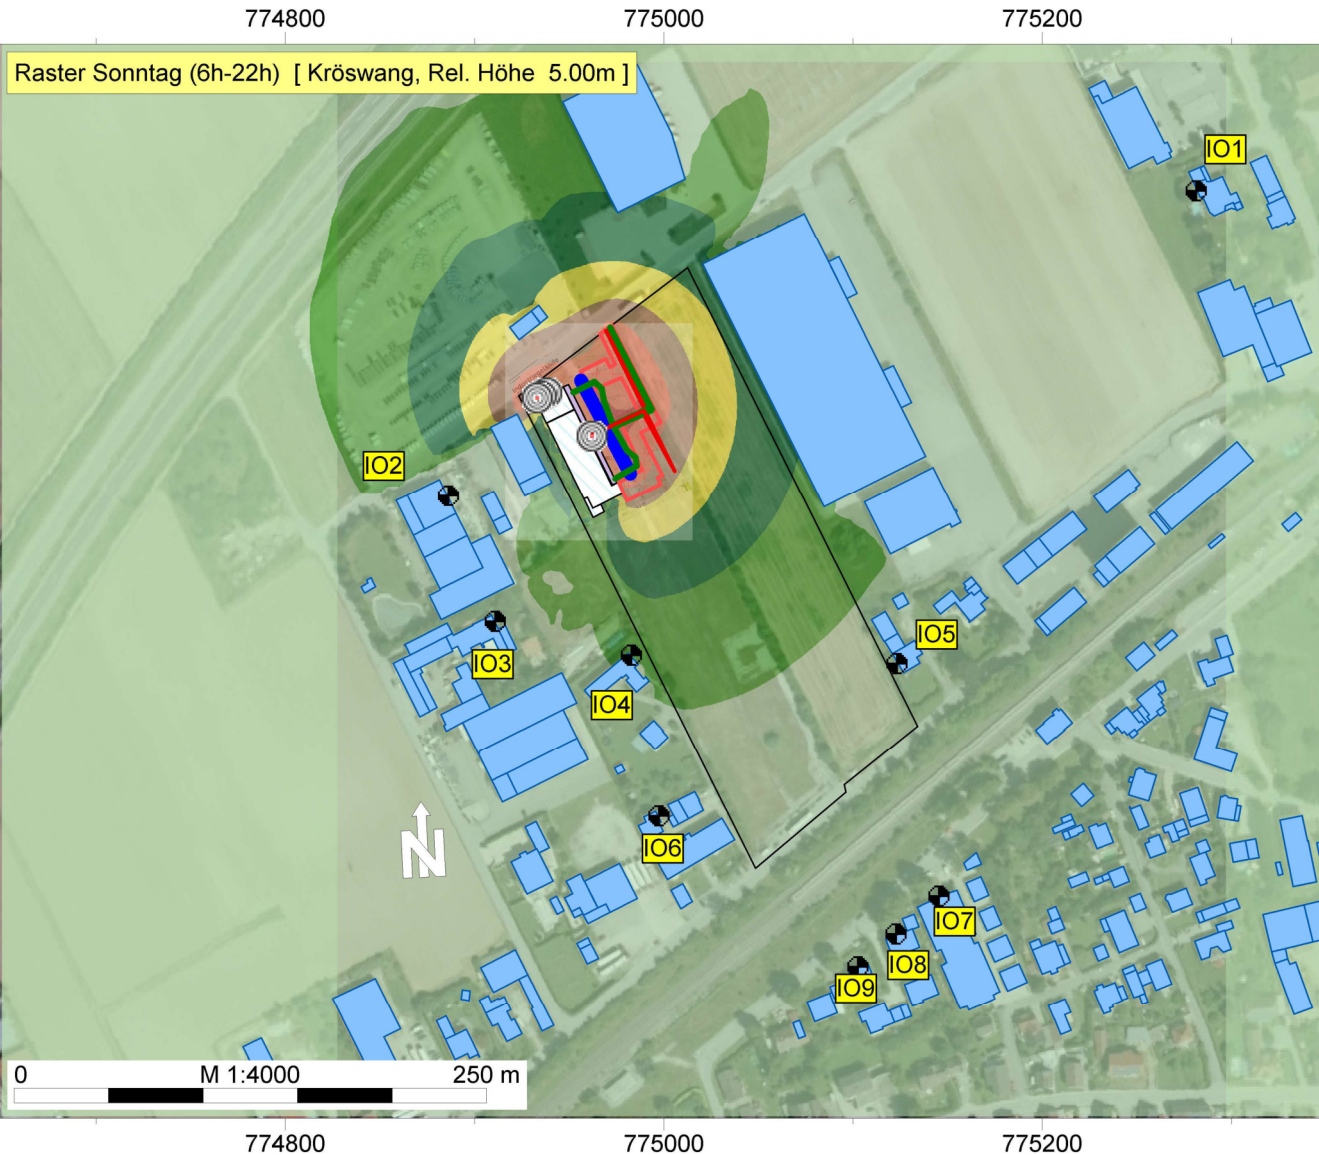 774800 775000 775200
Raster Sonntag (6h-22h) [ Kröswang, Rel. Höhe 5.00m ]
IO1
IO2
IO5
IO3
IO4
N
IO6
IO7
IO8
IO9
0 M 1:4000 250 m
774800 775000 775200